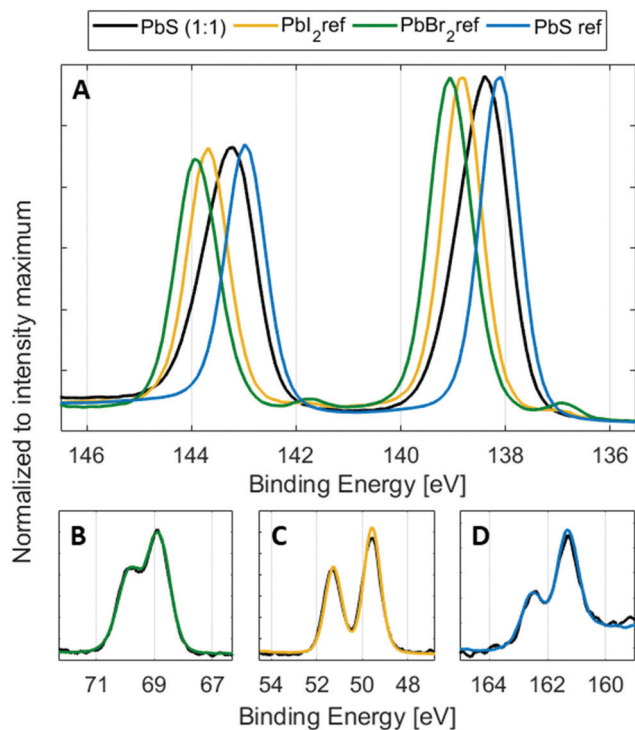 PbS (1:1) PbI2ref PbBr2ref PbS ref
A
Normalized to intensity maximum
146 144 142 140 138 136
Binding Energy [eV]
B C D
71 69 67 54 52 50 48 164 162 160
Binding Energy [eV]